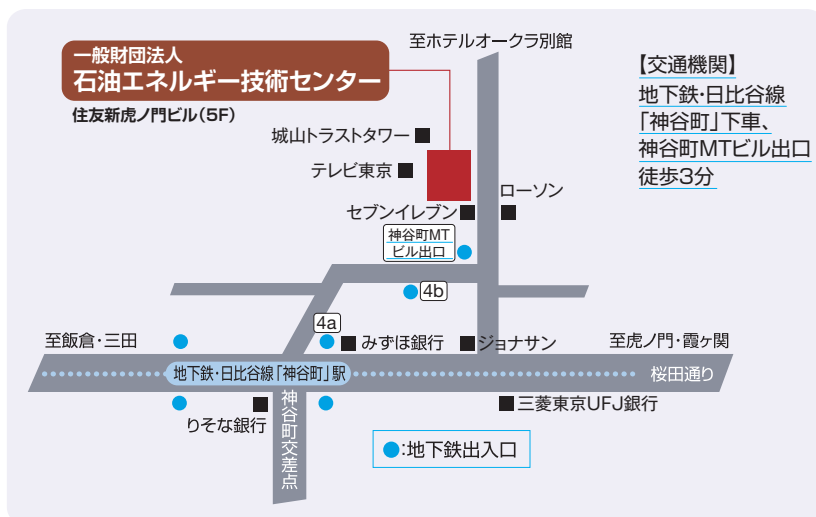 至ホテルオークラ別館
一般財団法人
石油エネルギー技術センター
住友新虎ノ門ビル(5F)
【交通機関】
地下鉄・日比谷線
「神谷町」下車、
神谷町MTビル出口
徒歩3分
城山トラストタワー
テレビ東京
ローソン
セブンイレブン
神谷町MT
ビル出口
4b
4a
至飯倉・三田
みずほ銀行
ジョナサン
至虎ノ門・霞ヶ関
地下鉄・日比谷線「神谷町」駅
桜田通り
りそな銀行
神谷町交差点
三菱東京UFJ銀行
:地下鉄出入口